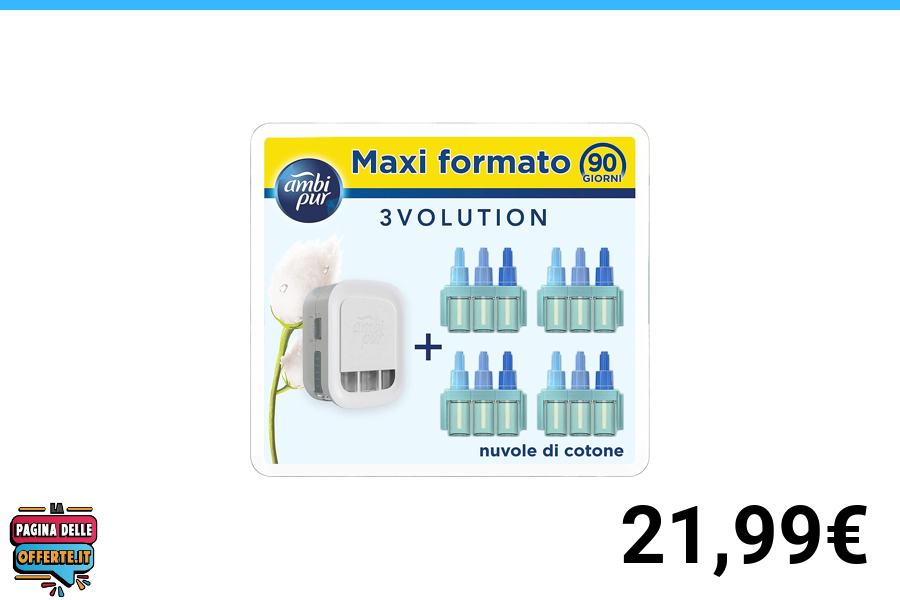 Maxi formato 90
GIORNI
ambi
pur
3VOLUTION
ambi
pur
+
nuvole di cotone
LA
PAGINA DELLE
OFFERTE.IT
21,99€